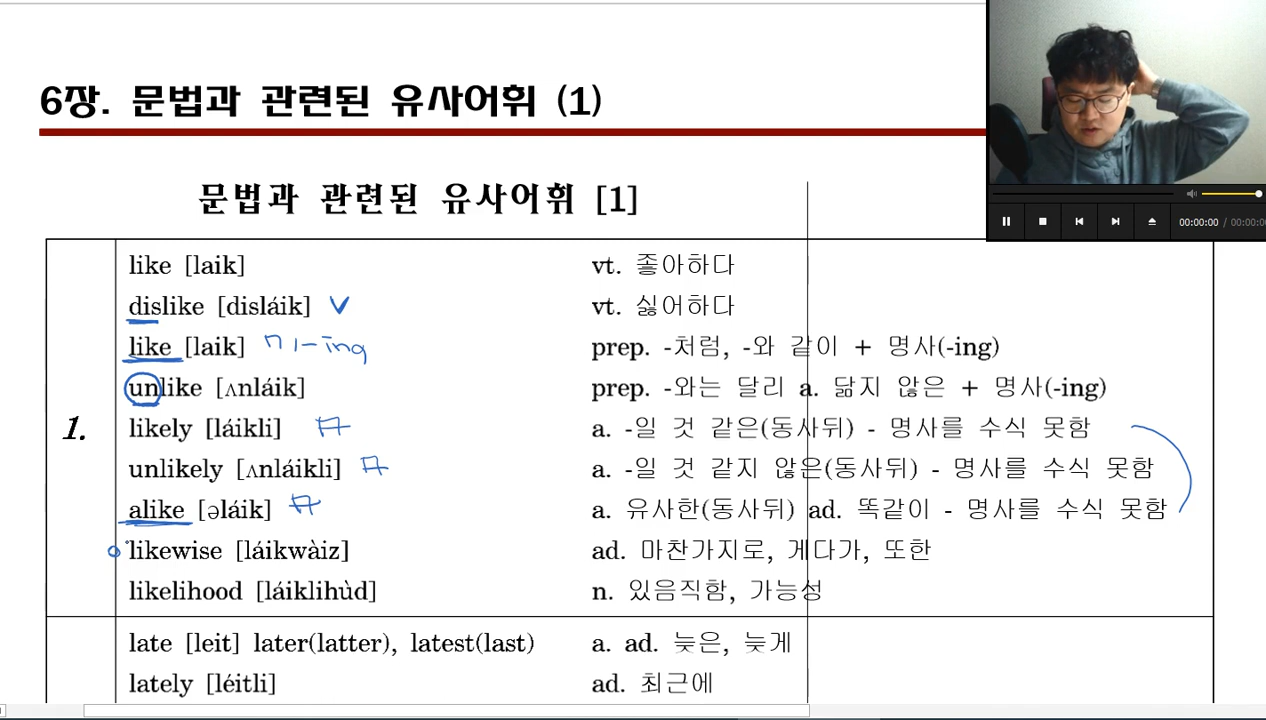 6장. 문법과 관련된 유사어휘 (1)
00:00:00 / 00:00:0
문법과 관련된 유사어휘 [1]
1.
like [laik] vt. 좋아하다
dislike [disláik] V vt. 싫어하다
like [laik] n 1-ing prep. -처럼, -와 같이 + 명사(-ing)
unlike [ʌnláik] prep. -와는 달리 a. 닮지 않은 + 명사(-ing)
likely [láikli] a. -일 것 같은(동사뒤) - 명사를 수식 못함
unlikely [ʌnláikli] a. -일 것 같지 않은(동사뒤) - 명사를 수식 못함
alike [əláik] a. 유사한(동사뒤) ad. 똑같이 - 명사를 수식 못함
likewise [láikwàiz] ad. 마찬가지로, 게다가, 또한
likelihood [láiklihùd] n. 있음직함, 가능성
late [leit] later(latter), latest(last) a. ad. 늦은, 늦게
lately [léitli] ad. 최근에